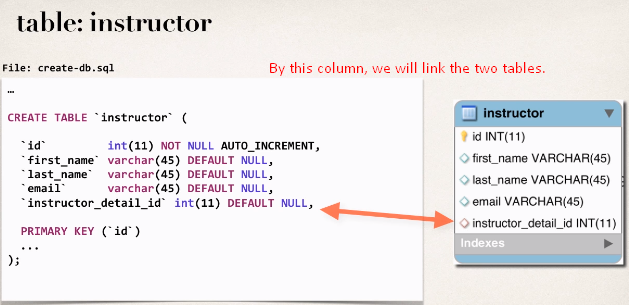 table: instructor
File: create-db.sql
By this column, we will link the two tables.
…
CREATE TABLE `instructor` (
`id` int(11) NOT NULL AUTO_INCREMENT,
`first_name` varchar(45) DEFAULT NULL,
`last_name` varchar(45) DEFAULT NULL,
`email` varchar(45) DEFAULT NULL,
`instructor_detail_id` int(11) DEFAULT NULL,
PRIMARY KEY (`id`)
...
);
instructor
id INT(11)
first_name VARCHAR(45)
last_name VARCHAR(45)
email VARCHAR(45)
instructor_detail_id INT(11)
Indexes